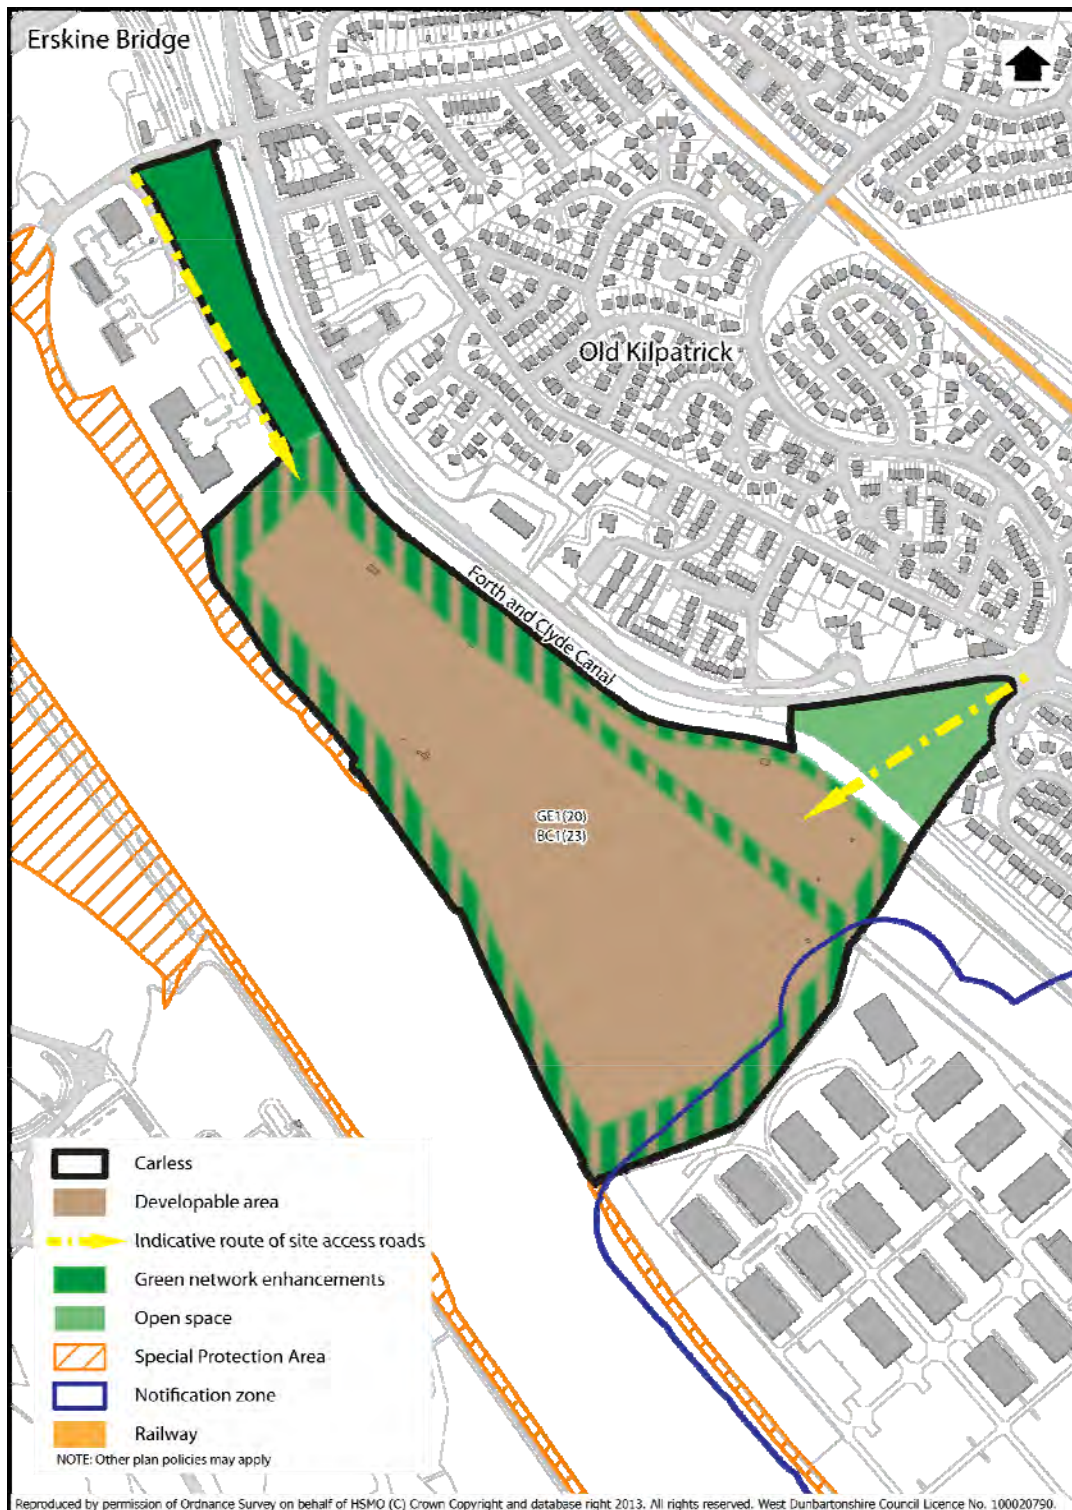 Erskine Bridge
Old Kilpatrick
Forth and Clyde Canal
GE1(20)
BC1(23)
Carless
Developable area
Indicative route of site access roads
Green network enhancements
Open space
Special Protection Area
Notification zone
Railway
NOTE: Other plan policies may apply
Reproduced by permission of Ordnance Survey on behalf of HSMO (C) Crown Copyright and database right 2013. All rights reserved. West Dunbartonshire Council Licence No. 100020790.